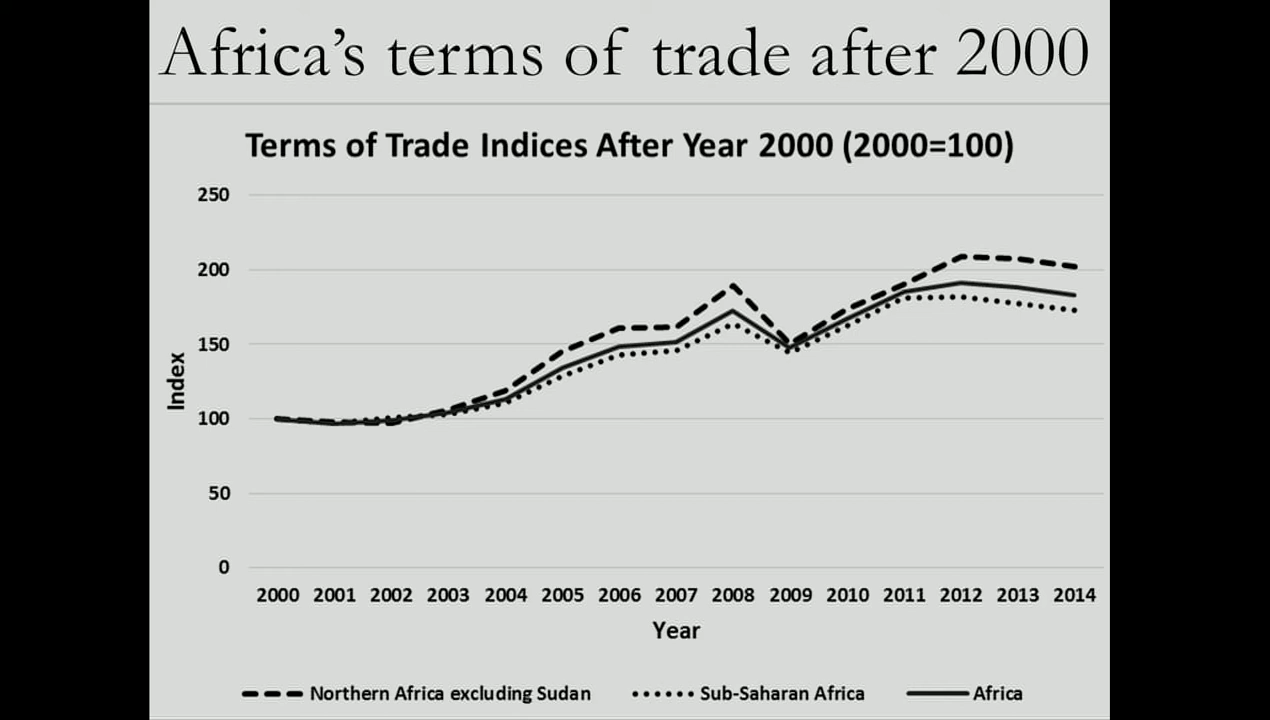 Africa's terms of trade after 2000
Terms of Trade Indices After Year 2000 (2000=100)
250
200
150
100
50
0
Index
2000 2001 2002 2003 2004 2005 2006 2007 2008 2009 2010 2011 2012 2013 2014
Year
Northern Africa excluding Sudan Sub-Saharan Africa Africa